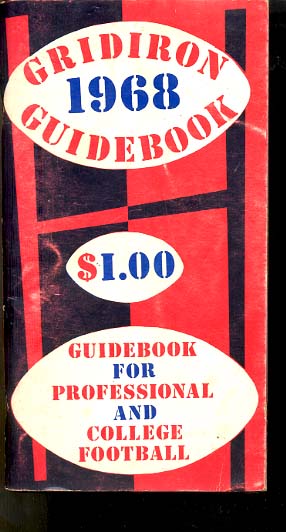 GRIDIRON
1968
GUIDEBOOK
$1.00
GUIDEBOOK
FOR
PROFESSIONAL
AND
COLLEGE
FOOTBALL